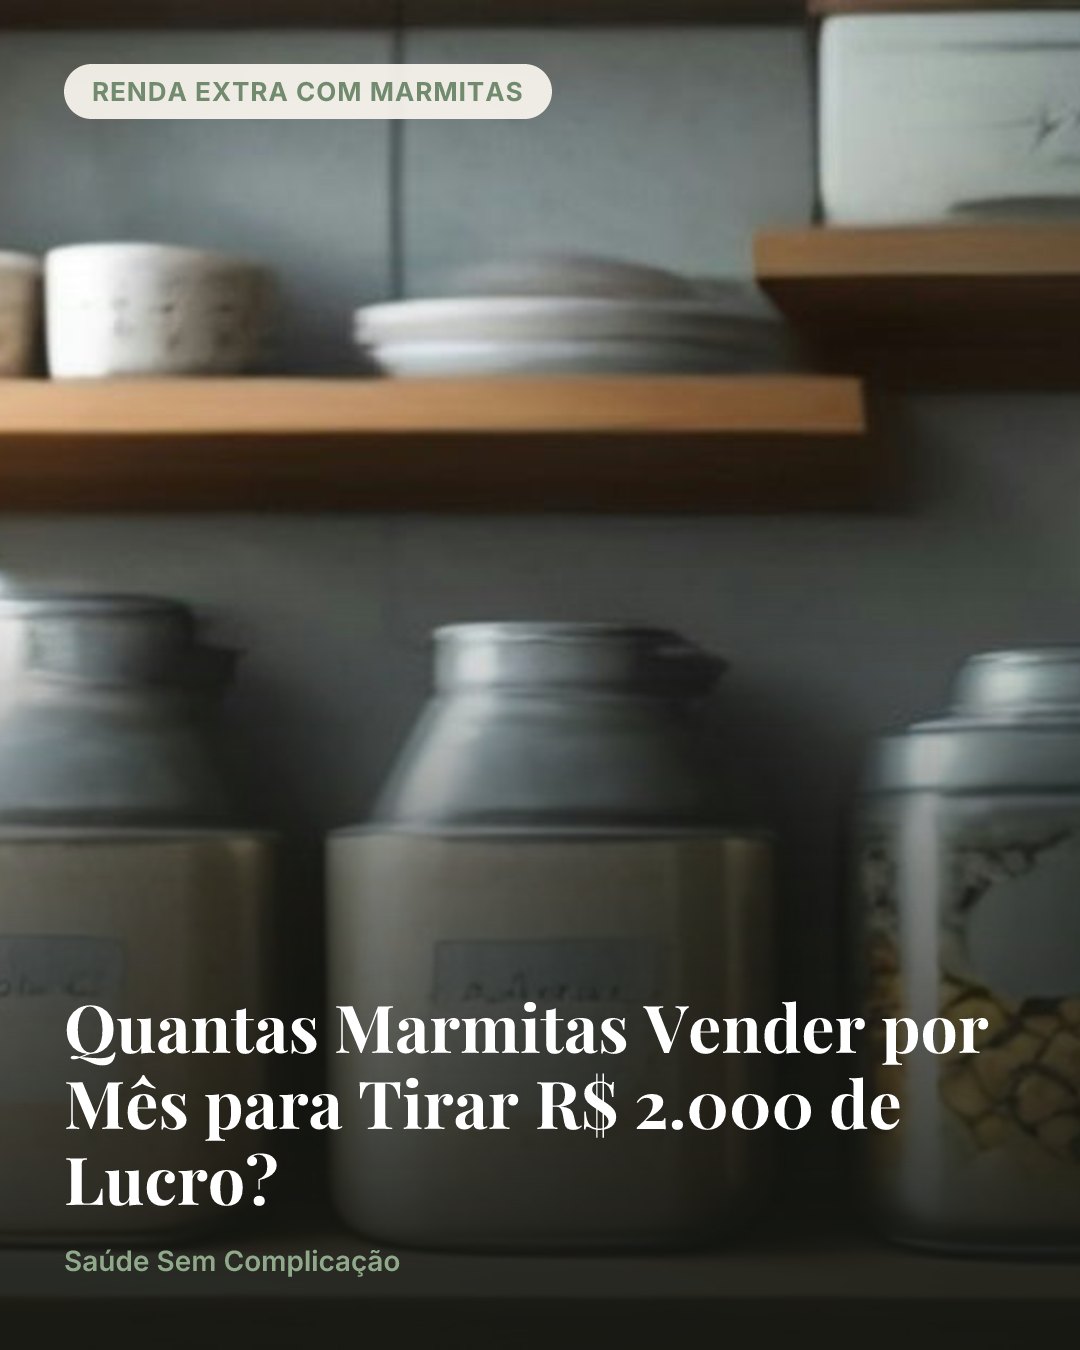 RENDA EXTRA COM MARMITAS
Quantas Marmitas Vender por
Mês para Tirar R$ 2.000 de
Lucro?
Saúde Sem Complicação